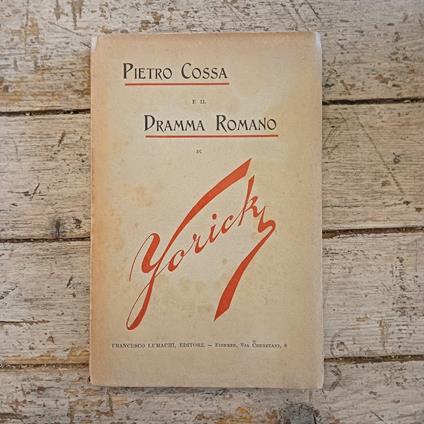 PIETRO COSSA
E IL
DRAMMA ROMANO
DI
Yorick
FRANCESCO LUMACHI, EDITORE. — FIRENZE, VIA CERRETANI, 8